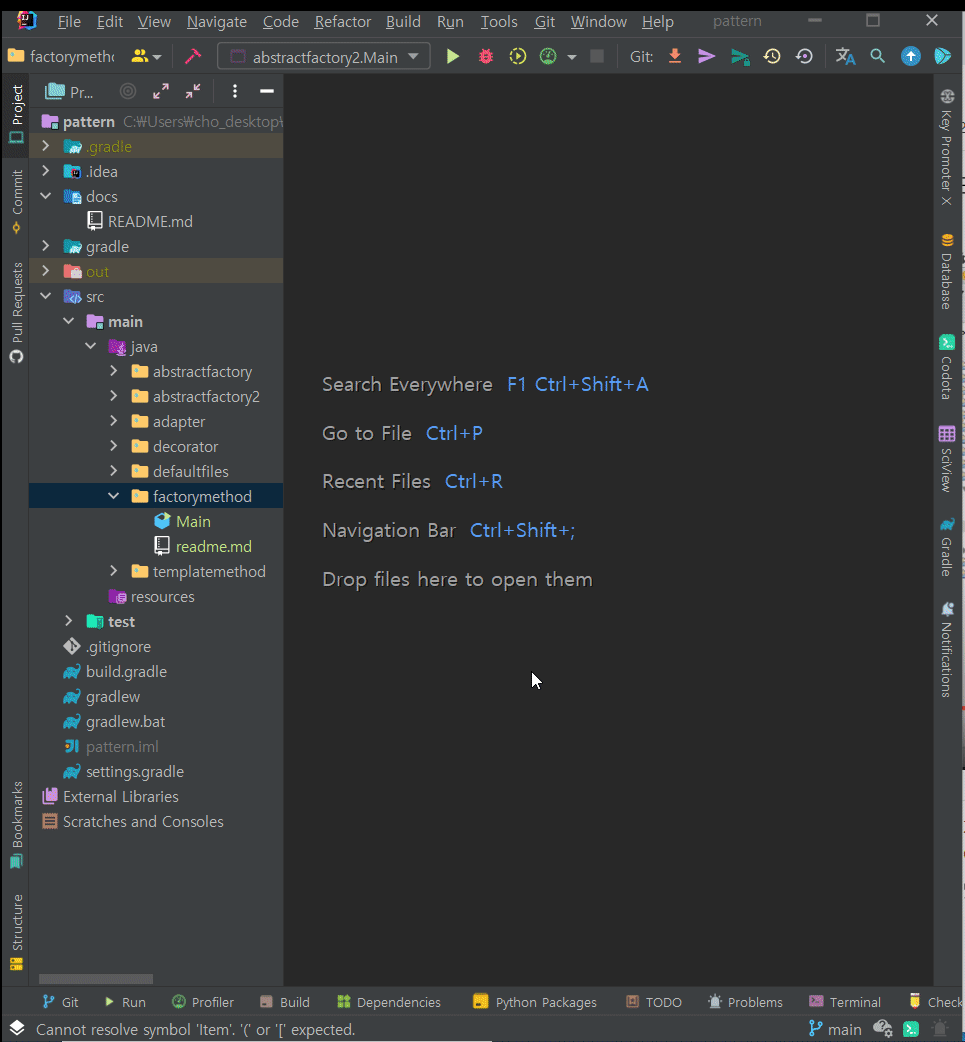 File Edit View Navigate Code Refactor Build Run Tools Git Window Help pattern
factorymetho abstractfactory2.Main Git:
Project
Commit
Pull Requests
Bookmarks
Structure
Pr...
pattern C:₩Users₩cho_desktop₩
.gradle
.idea
docs
README.md
gradle
out
src
main
java
abstractfactory
abstractfactory2
adapter
decorator
defaultfiles
factorymethod
Main
readme.md
templatemethod
resources
test
.gitignore
build.gradle
gradlew
gradlew.bat
pattern.iml
settings.gradle
External Libraries
Scratches and Consoles
Search Everywhere F1 Ctrl+Shift+A
Go to File Ctrl+P
Recent Files Ctrl+R
Navigation Bar Ctrl+Shift+;
Drop files here to open them
Key Promoter X
Database
Codota
SciView
Gradle
Notifications
Git Run Profiler Build Dependencies Python Packages TODO Problems Terminal Check
Cannot resolve symbol 'Item'. '(' or '[' expected. main